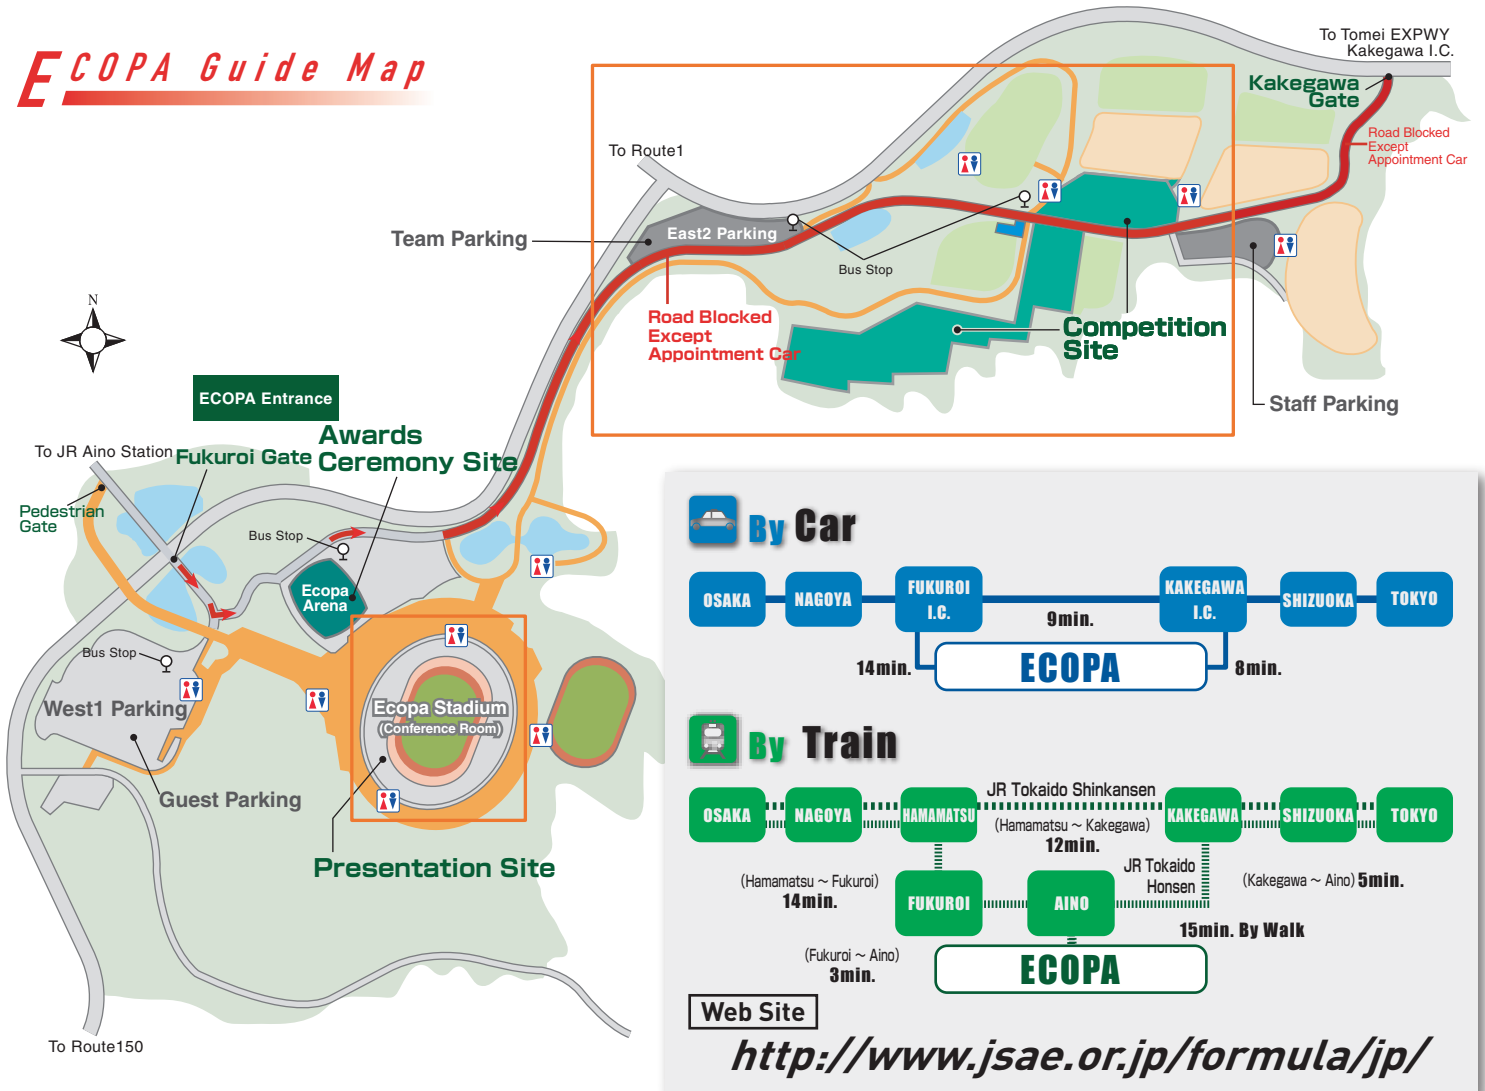 ECOPA Guide Map
To Tomei EXPWY
Kakegawa I.C.
Kakegawa
Gate
Road Blocked
Except
Appointment Car
To Route1
Team Parking
East2 Parking
Bus Stop
Road Blocked
Except
Appointment Car
Competition
Site
Staff Parking
N
ECOPA Entrance
Awards
Ceremony Site
To JR Aino Station
Fukuroi Gate
Pedestrian
Gate
Bus Stop
Ecopa
Arena
Bus Stop
West1 Parking
Ecopa Stadium
(Conference Room)
Guest Parking
Presentation Site
To Route150
By Car
OSAKA
NAGOYA
FUKUROI
I.C.
9min.
KAKEGAWA
I.C.
SHIZUOKA
TOKYO
14min.
ECOPA
8min.
By Train
JR Tokaido Shinkansen
OSAKA
NAGOYA
HAMAMATSU
(Hamamatsu ~ Kakegawa)
12min.
KAKEGAWA
SHIZUOKA
TOKYO
JR Tokaido
Honsen
(Hamamatsu ~ Fukuroi)
14min.
(Kakegawa ~ Aino) 5min.
FUKUROI
AINO
15min. By Walk
(Fukuroi ~ Aino)
3min.
ECOPA
Web Site
http://www.jsae.or.jp/formula/jp/